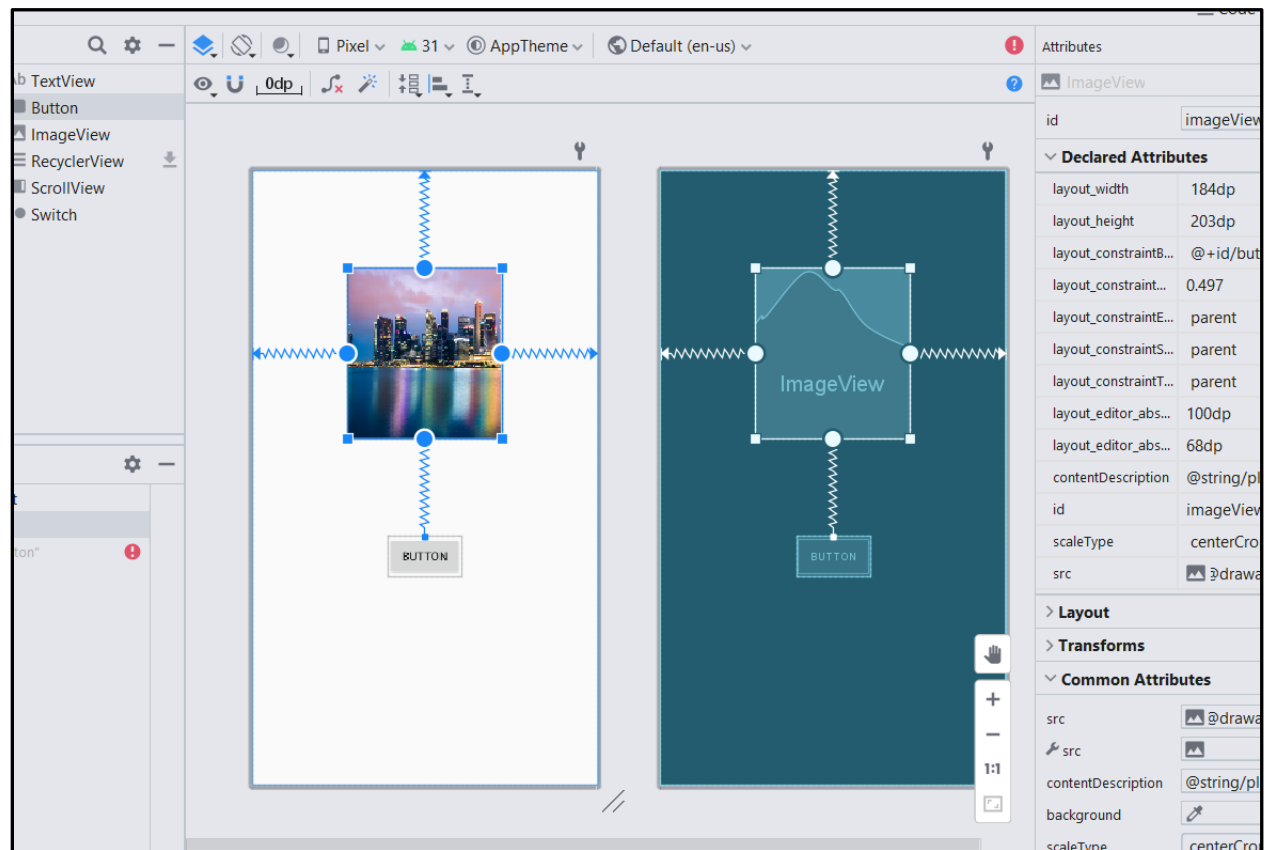 Code
Pixel 31 AppTheme Default (en-us)
Attributes
Ab TextView
0dp
ImageView
Button
ImageView
id imageView
RecyclerView
Declared Attributes
ScrollView
layout_width 184dp
Switch
layout_height 203dp
layout_constraintB... @+id/but
layout_constraint... 0.497
layout_constraintE... parent
layout_constraintS... parent
ImageView
layout_constraintT... parent
layout_editor_abs... 100dp
layout_editor_abs... 68dp
contentDescription @string/pl
id imageView
ton"
BUTTON
BUTTON
scaleType centerCro
src @drawa
Layout
Transforms
Common Attributes
src @drawa
src
1:1
contentDescription @string/pl
background
scaleType centerCrop